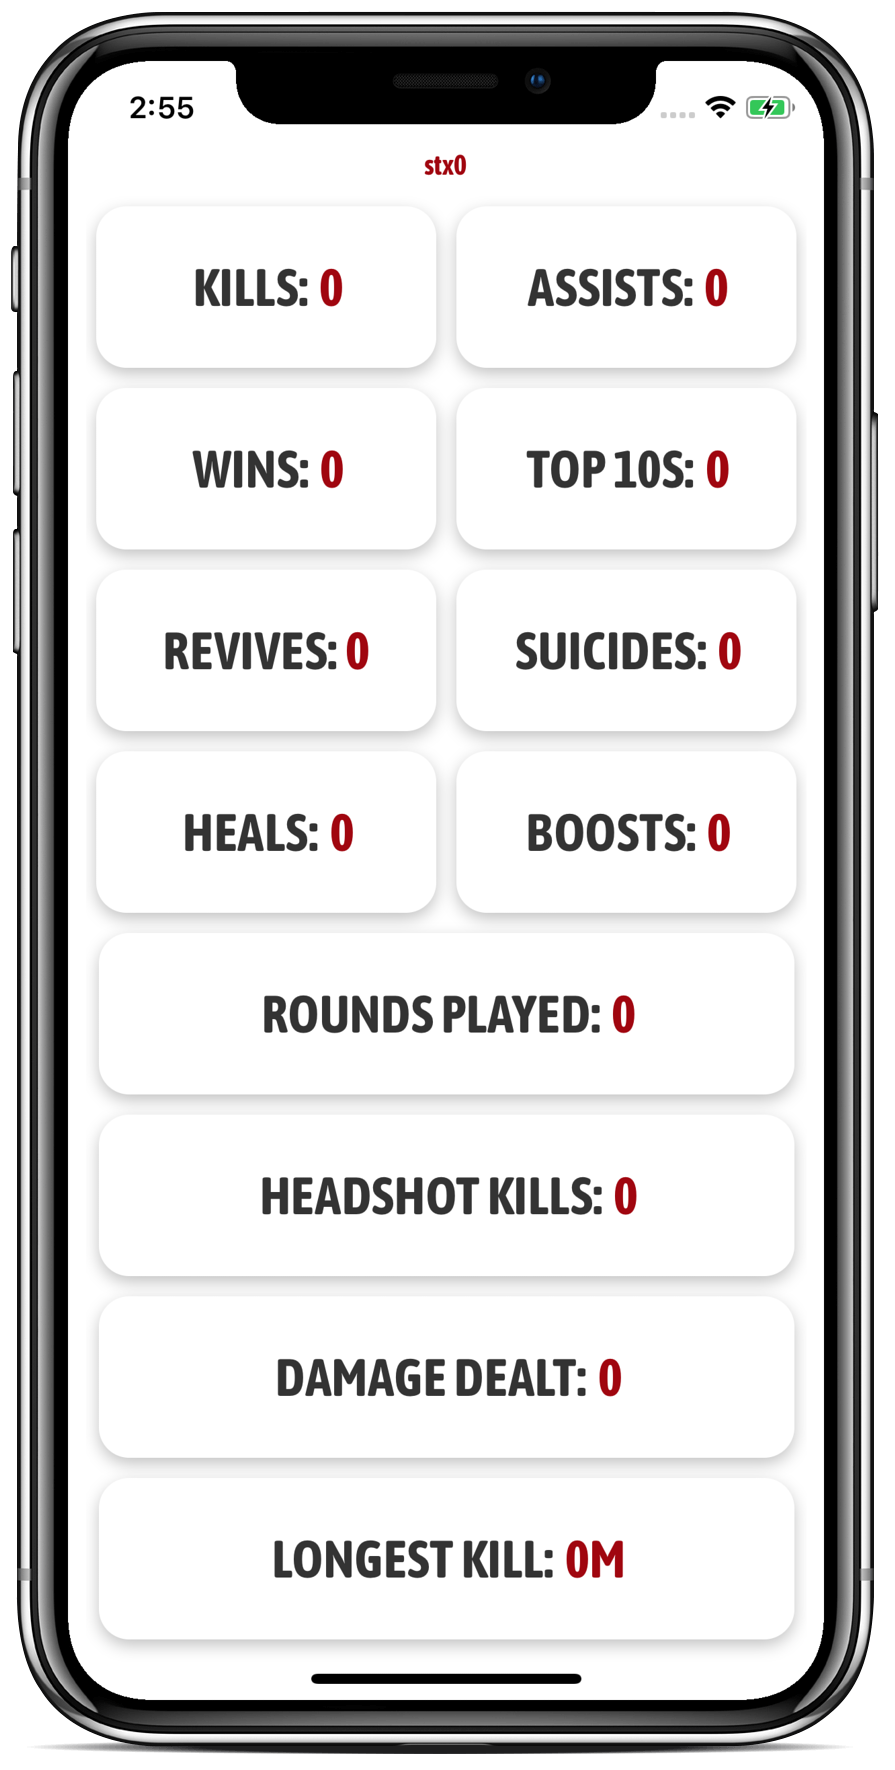 2:55
stx0
KILLS: 0
ASSISTS: 0
WINS: 0
TOP 10S: 0
REVIVES: 0
SUICIDES: 0
HEALS: 0
BOOSTS: 0
ROUNDS PLAYED: 0
HEADSHOT KILLS: 0
DAMAGE DEALT: 0
LONGEST KILL: 0M